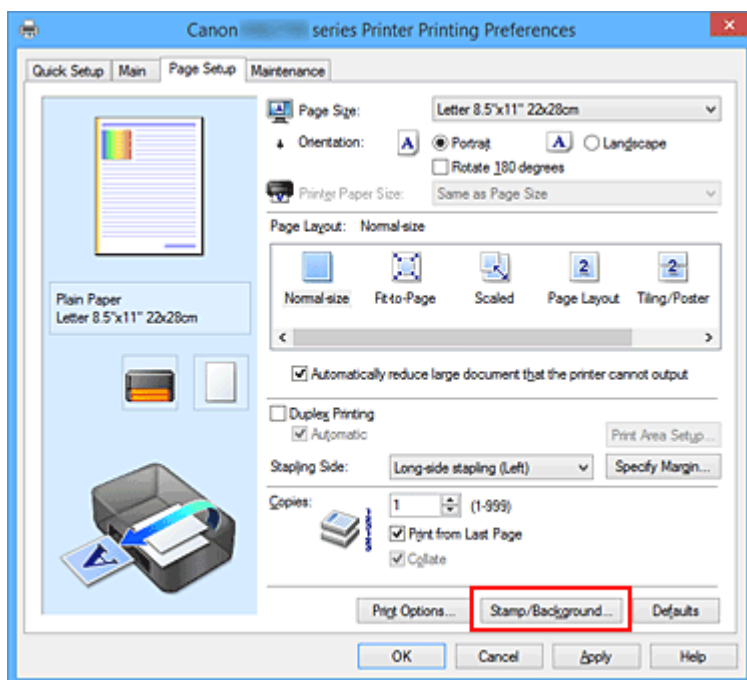 Canon series Printer Printing Preferences
Quick Setup Main Page Setup Maintenance
Page Size: Letter 8.5"x11" 22x28cm
Orientation: A Portrait A Landscape
Rotate 180 degrees
Printer Paper Size: Same as Page Size
Page Layout: Normal-size
2 2
Normal-size Fit-to-Page Scaled Page Layout Tiling/Poster
Plain Paper
Letter 8.5"x11" 22x28cm
Automatically reduce large document that the printer cannot output
Duplex Printing
Automatic
Print Area Setup...
Stapling Side: Long-side stapling (Left) Specify Margin...
Copies: 1 (1-999)
Print from Last Page
Collate
A
Print Options... Stamp/Background... Defaults
OK Cancel Apply Help